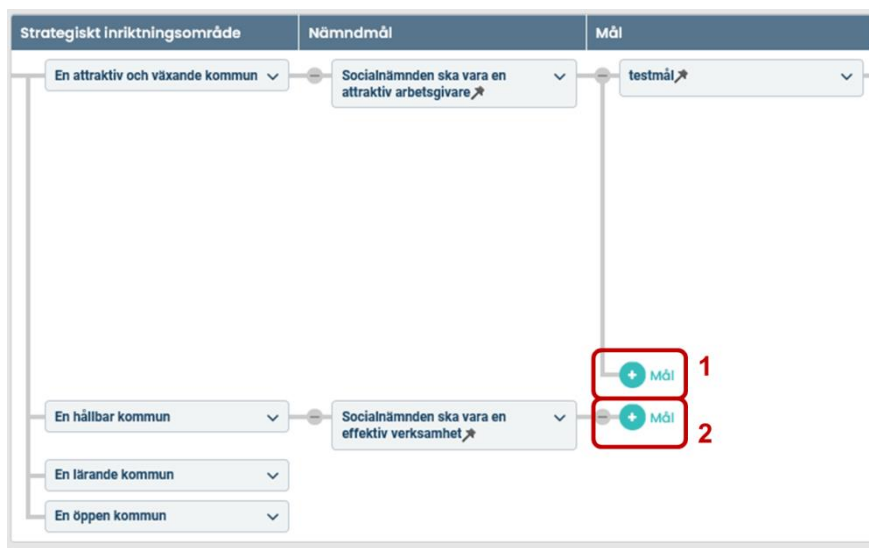 Strategiskt inriktningsområde
Nämndmål
Mål
En attraktiv och växande kommun
Socialnämnden ska vara en
attraktiv arbetsgivare
testmål
Mål
1
En hållbar kommun
Socialnämnden ska vara en
effektiv verksamhet
Mål
2
En lärande kommun
En öppen kommun